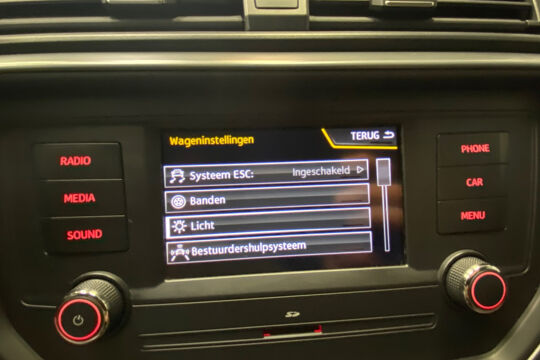 Wageninstellingen
TERUG
RADIO
MEDIA
SOUND
Systeem ESC: Ingeschakeld
Banden
Licht
Bestuurdershulpsysteem
PHONE
CAR
MENU
SD